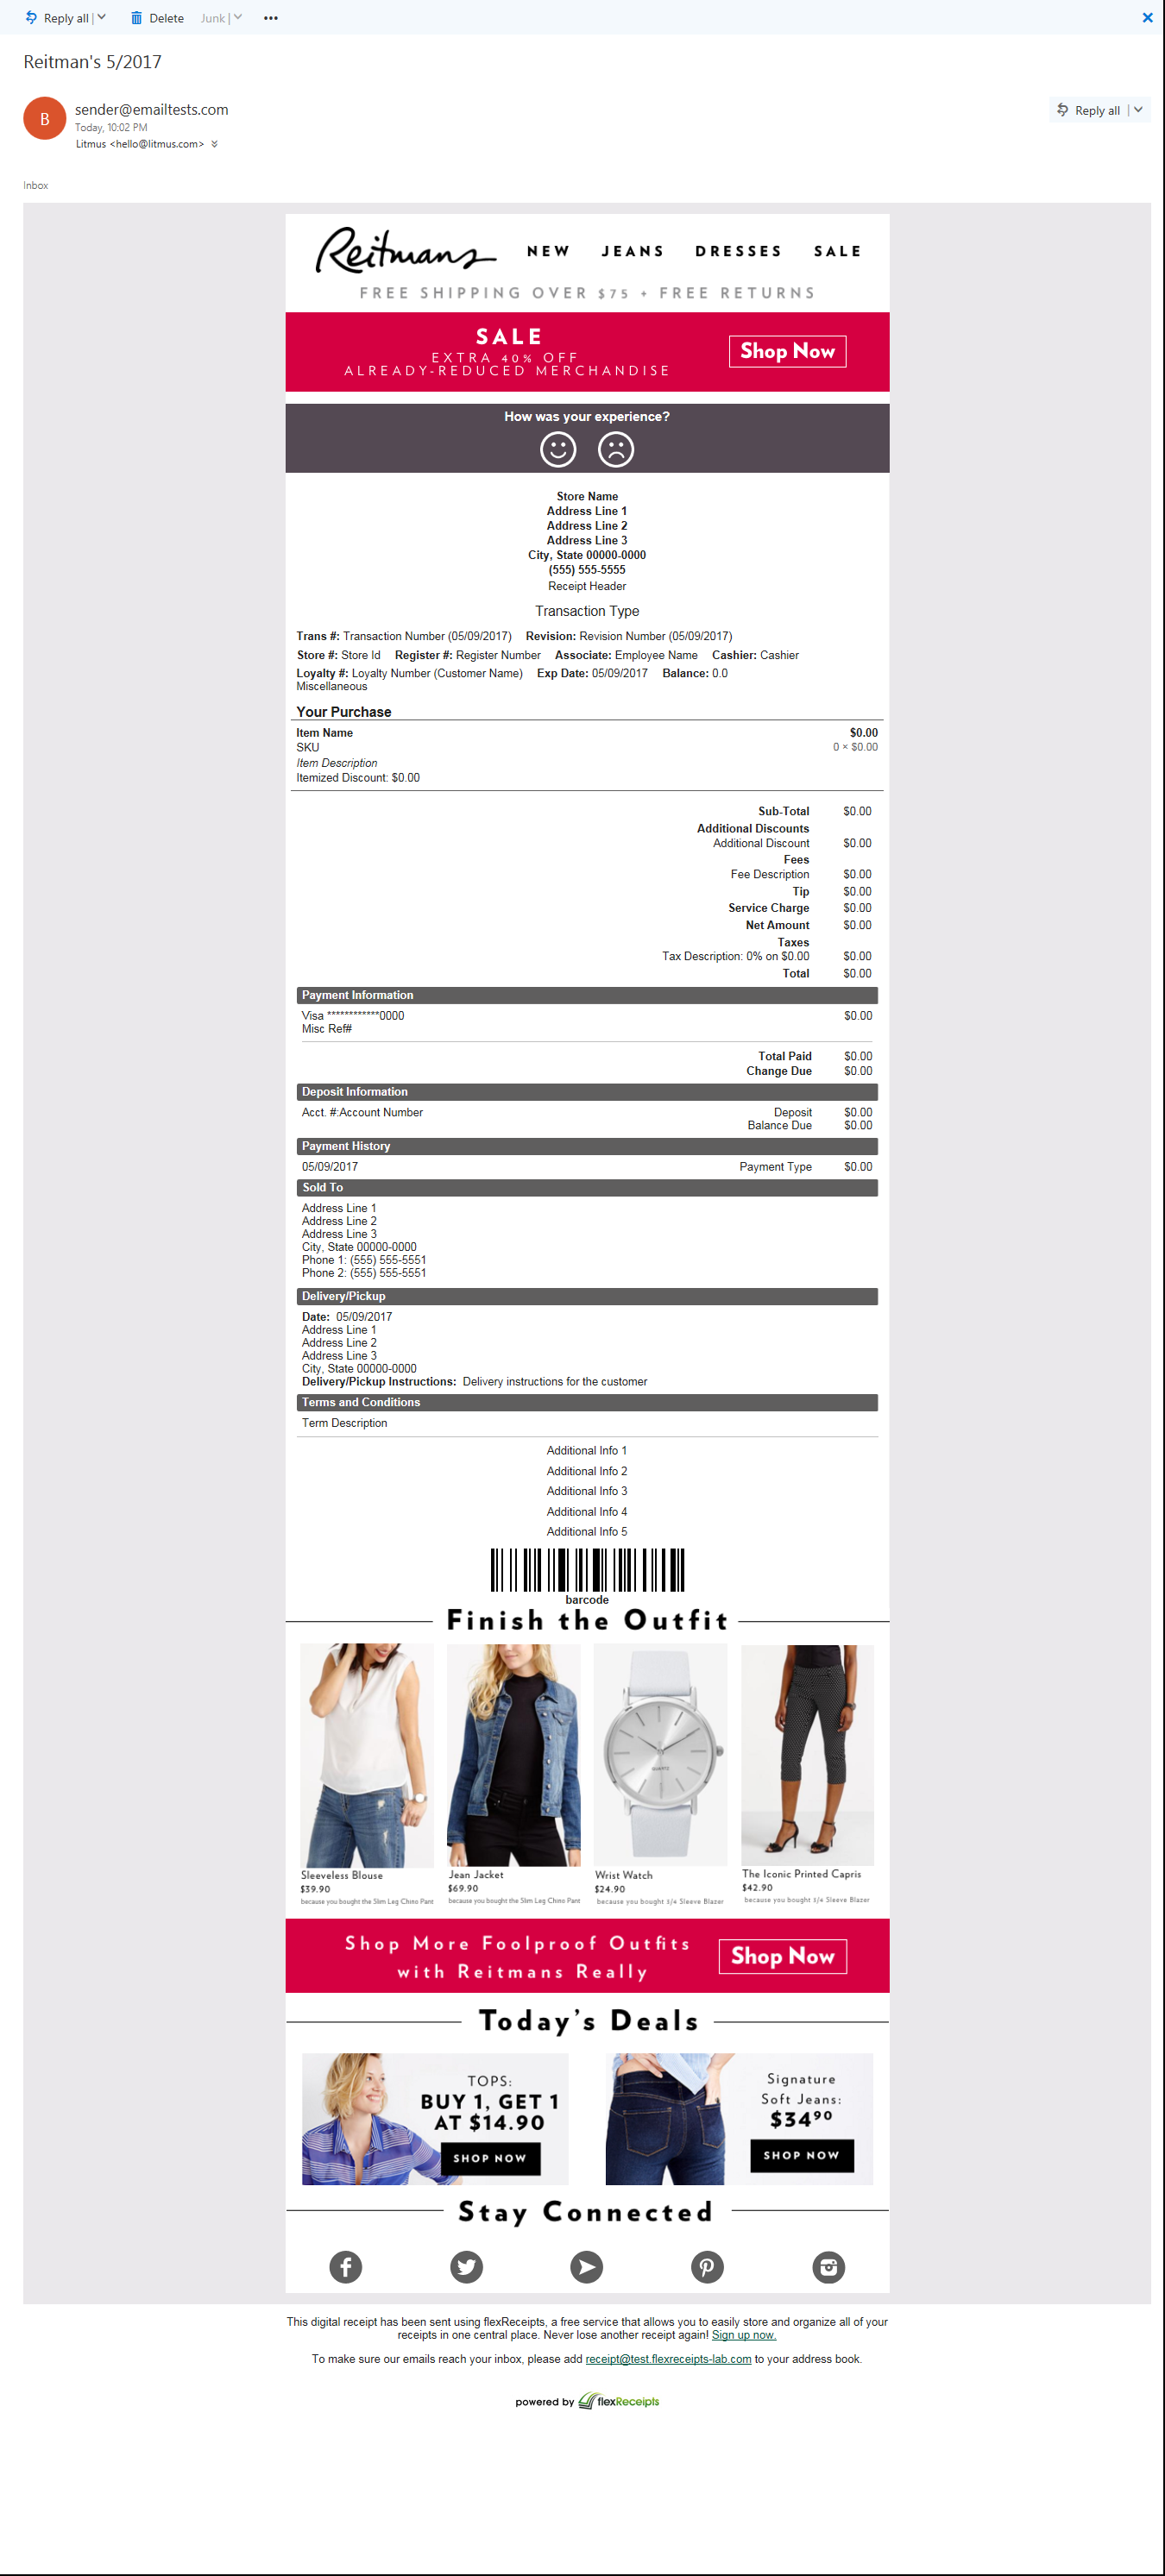 Reply all | Delete Junk | •••
Reitman's 5/2017
B
sender@emailtests.com
Today, 10:02 PM
Litmus <hello@litmus.com>
Reply all |
Inbox
Reitmans NEW JEANS DRESSES SALE
FREE SHIPPING OVER $75 + FREE RETURNS
SALE
EXTRA 40% OFF
ALREADY-REDUCED MERCHANDISE
Shop Now
How was your experience?
Store Name
Address Line 1
Address Line 2
Address Line 3
City, State 00000-0000
(555) 555-5555
Receipt Header
Transaction Type
Trans #: Transaction Number (05/09/2017) Revision: Revision Number (05/09/2017)
Store #: Store Id Register #: Register Number Associate: Employee Name Cashier: Cashier
Loyalty #: Loyalty Number (Customer Name) Exp Date: 05/09/2017 Balance: 0.0
Miscellaneous
Your Purchase
Item Name $0.00
SKU 0 × $0.00
Item Description
Itemized Discount: $0.00
Sub-Total $0.00
Additional Discounts
Additional Discount $0.00
Fees
Fee Description $0.00
Tip $0.00
Service Charge $0.00
Net Amount $0.00
Taxes
Tax Description: 0% on $0.00 $0.00
Total $0.00
Payment Information
Visa ************0000 $0.00
Misc Ref#
Total Paid $0.00
Change Due $0.00
Deposit Information
Acct. #:Account Number Deposit $0.00
Balance Due $0.00
Payment History
05/09/2017 Payment Type $0.00
Sold To
Address Line 1
Address Line 2
Address Line 3
City, State 00000-0000
Phone 1: (555) 555-5551
Phone 2: (555) 555-5551
Delivery/Pickup
Date: 05/09/2017
Address Line 1
Address Line 2
Address Line 3
City, State 00000-0000
Delivery/Pickup Instructions: Delivery instructions for the customer
Terms and Conditions
Term Description
Additional Info 1
Additional Info 2
Additional Info 3
Additional Info 4
Additional Info 5
barcode
Finish the Outfit
QUARTZ
Sleeveless Blouse
$39.90
because you bought the Slim Leg Chino Pant
Jean Jacket
$69.90
because you bought the Slim Leg Chino Pant
Wrist Watch
$24.90
because you bought 3/4 Sleeve Blazer
The Iconic Printed Capris
$42.90
because you bought 3/4 Sleeve Blazer
Shop More Foolproof Outfits
with Reitmans Really
Shop Now
Today's Deals
TOPS:
BUY 1, GET 1
AT $14.90
SHOP NOW
Signature
Soft Jeans:
$34⁹⁰
SHOP NOW
Stay Connected
This digital receipt has been sent using flexReceipts, a free service that allows you to easily store and organize all of your
receipts in one central place. Never lose another receipt again! Sign up now.
To make sure our emails reach your inbox, please add receipt@test.flexreceipts-lab.com to your address book.
powered by flexReceipts